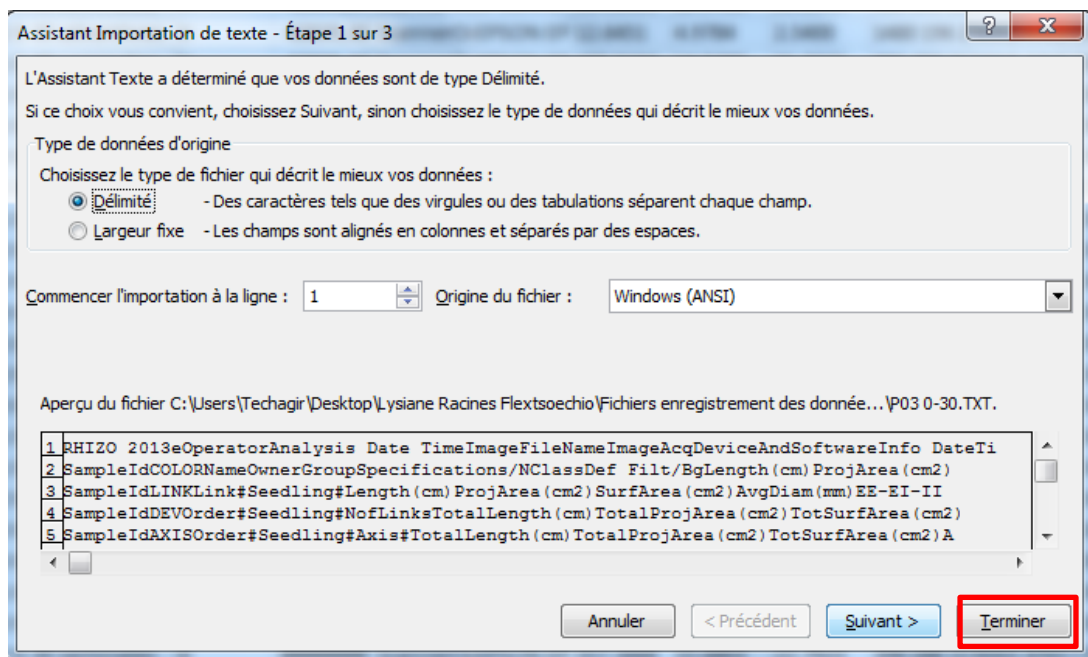 Assistant Importation de texte - Étape 1 sur 3
L'Assistant Texte a déterminé que vos données sont de type Délimité.
Si ce choix vous convient, choisissez Suivant, sinon choisissez le type de données qui décrit le mieux vos données.
Type de données d'origine
Choisissez le type de fichier qui décrit le mieux vos données :
Délimité - Des caractères tels que des virgules ou des tabulations séparent chaque champ.
Largeur fixe - Les champs sont alignés en colonnes et séparés par des espaces.
Commencer l'importation à la ligne : 1 Origine du fichier : Windows (ANSI)
Aperçu du fichier C:\Users\Techagir\Desktop\Lysiane Racines Flextsoechio\Fichiers enregistrement des donnée...\P03 0-30.TXT.
1 RHIZO 2013eOperatorAnalysis Date TimeImageFileNameImageAcqDeviceAndSoftwareInfo DateTi
2 SampleIdCOLORNameOwnerGroupSpecifications/NClassDef Filt/BgLength(cm)ProjArea(cm2)
3 SampleIdLINKLink#Seedling#Length(cm)ProjArea(cm2)SurfArea(cm2)AvgDiam(mm)EE-EI-II
4 SampleIdDEVOrder#Seedling#NofLinksTotalLength(cm)TotalProjArea(cm2)TotSurfArea(cm2)
5 SampleIdAXISOrder#Seedling#Axis#TotalLength(cm)TotalProjArea(cm2)TotSurfArea(cm2)A
Annuler < Précédent Suivant > Terminer